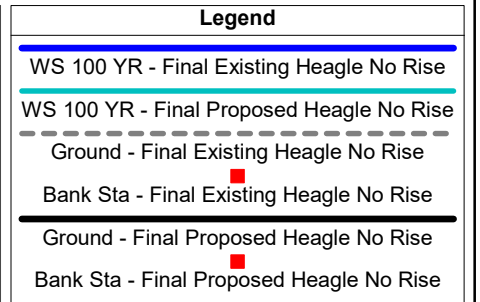 Legend
WS 100 YR - Final Existing Heagle No Rise
WS 100 YR - Final Proposed Heagle No Rise
Ground - Final Existing Heagle No Rise
Bank Sta - Final Existing Heagle No Rise
Ground - Final Proposed Heagle No Rise
Bank Sta - Final Proposed Heagle No Rise